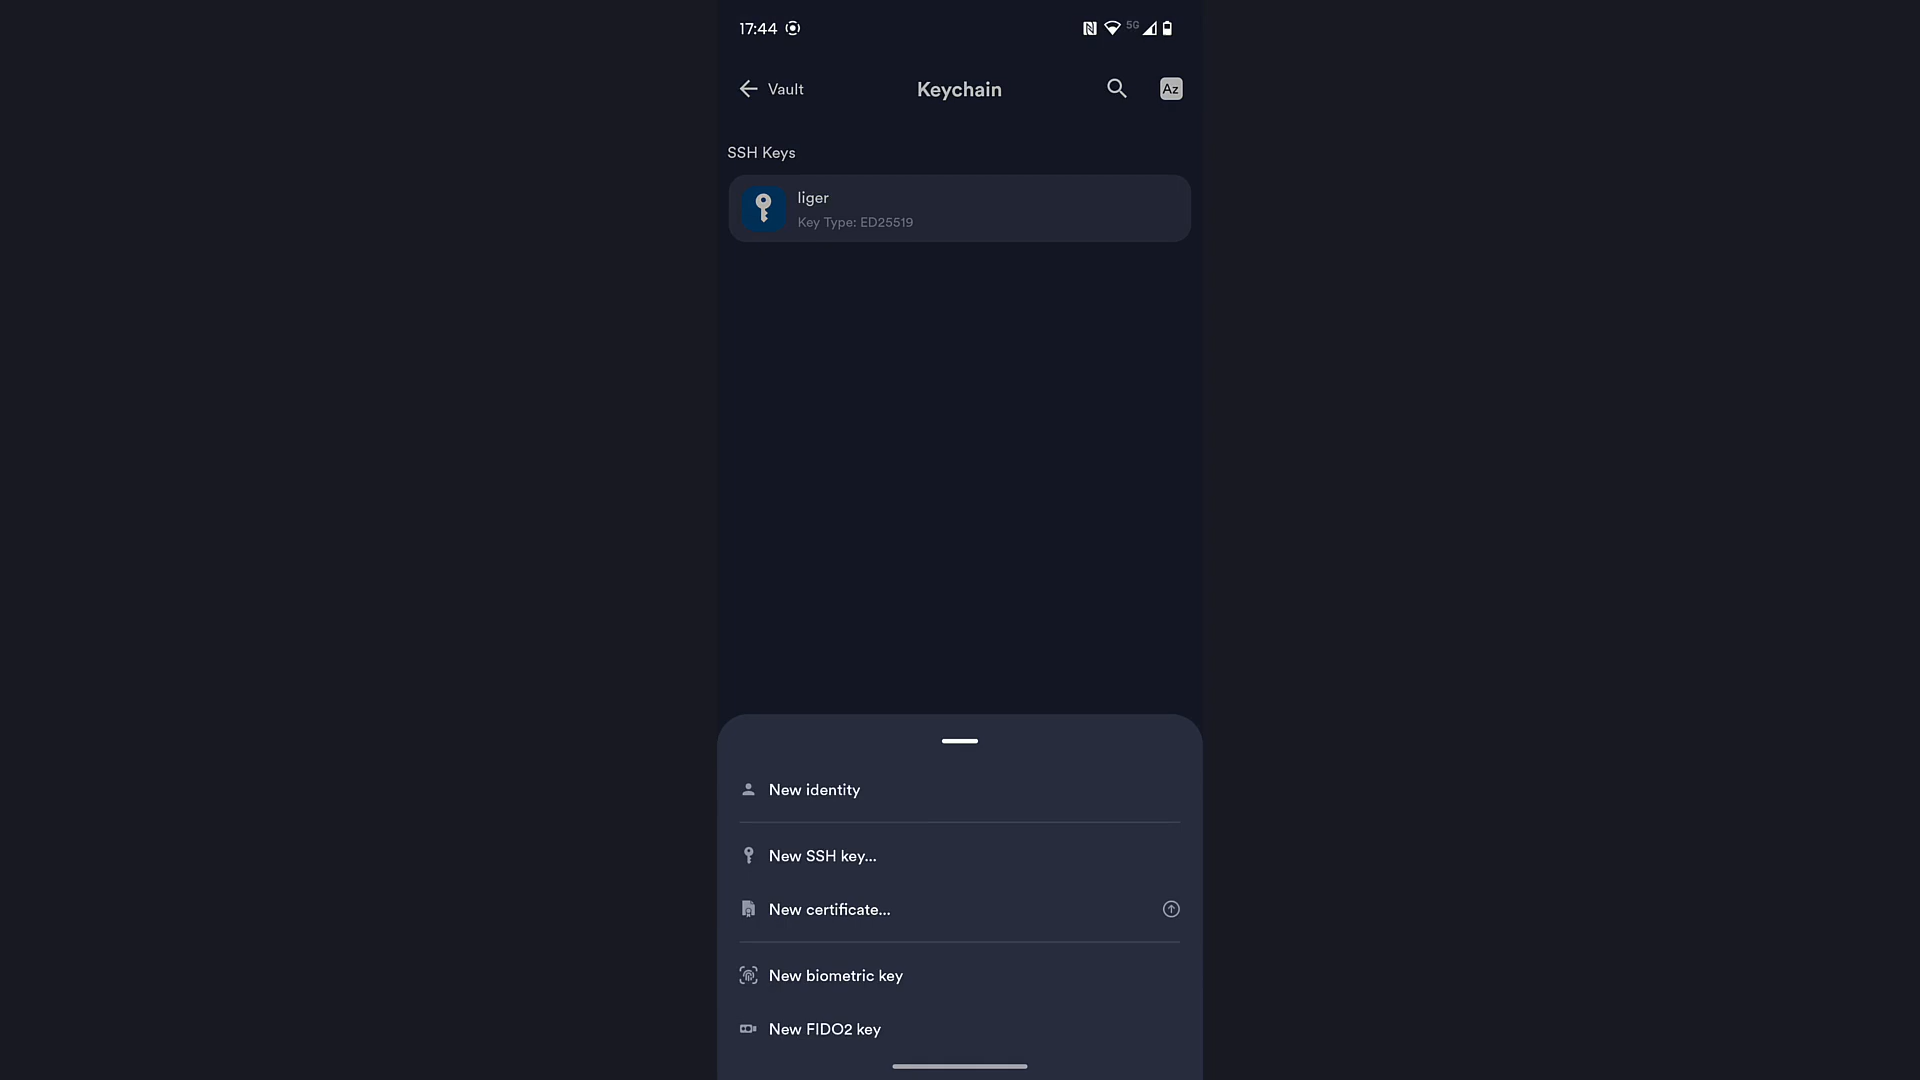 17:44
5G
Vault
Keychain
Az
SSH Keys
liger
Key Type: ED25519
New identity
New SSH key...
New certificate...
New biometric key
New FIDO2 key